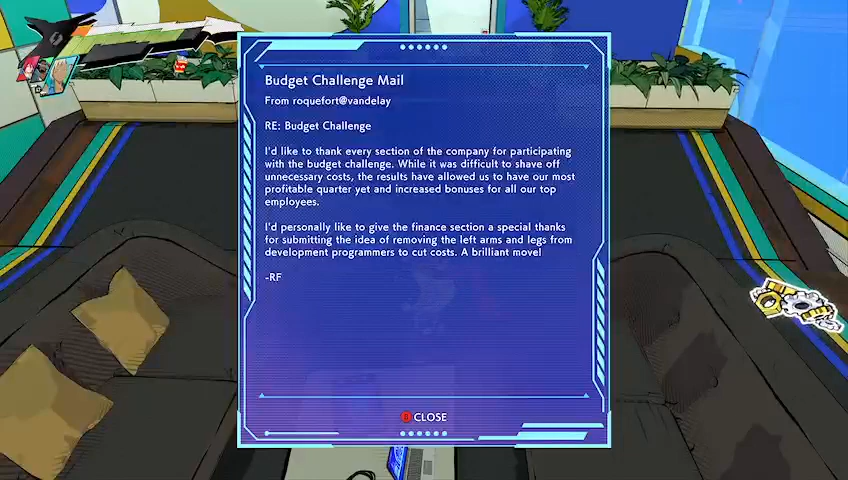 Budget Challenge Mail
From roquefort@vandelay
RE: Budget Challenge
I'd like to thank every section of the company for participating
with the budget challenge. While it was difficult to shave off
unnecessary costs, the results have allowed us to have our most
profitable quarter yet and increased bonuses for all our top
employees.
I'd personally like to give the finance section a special thanks
for submitting the idea of removing the left arms and legs from
development programmers to cut costs. A brilliant move!
-RF
B CLOSE